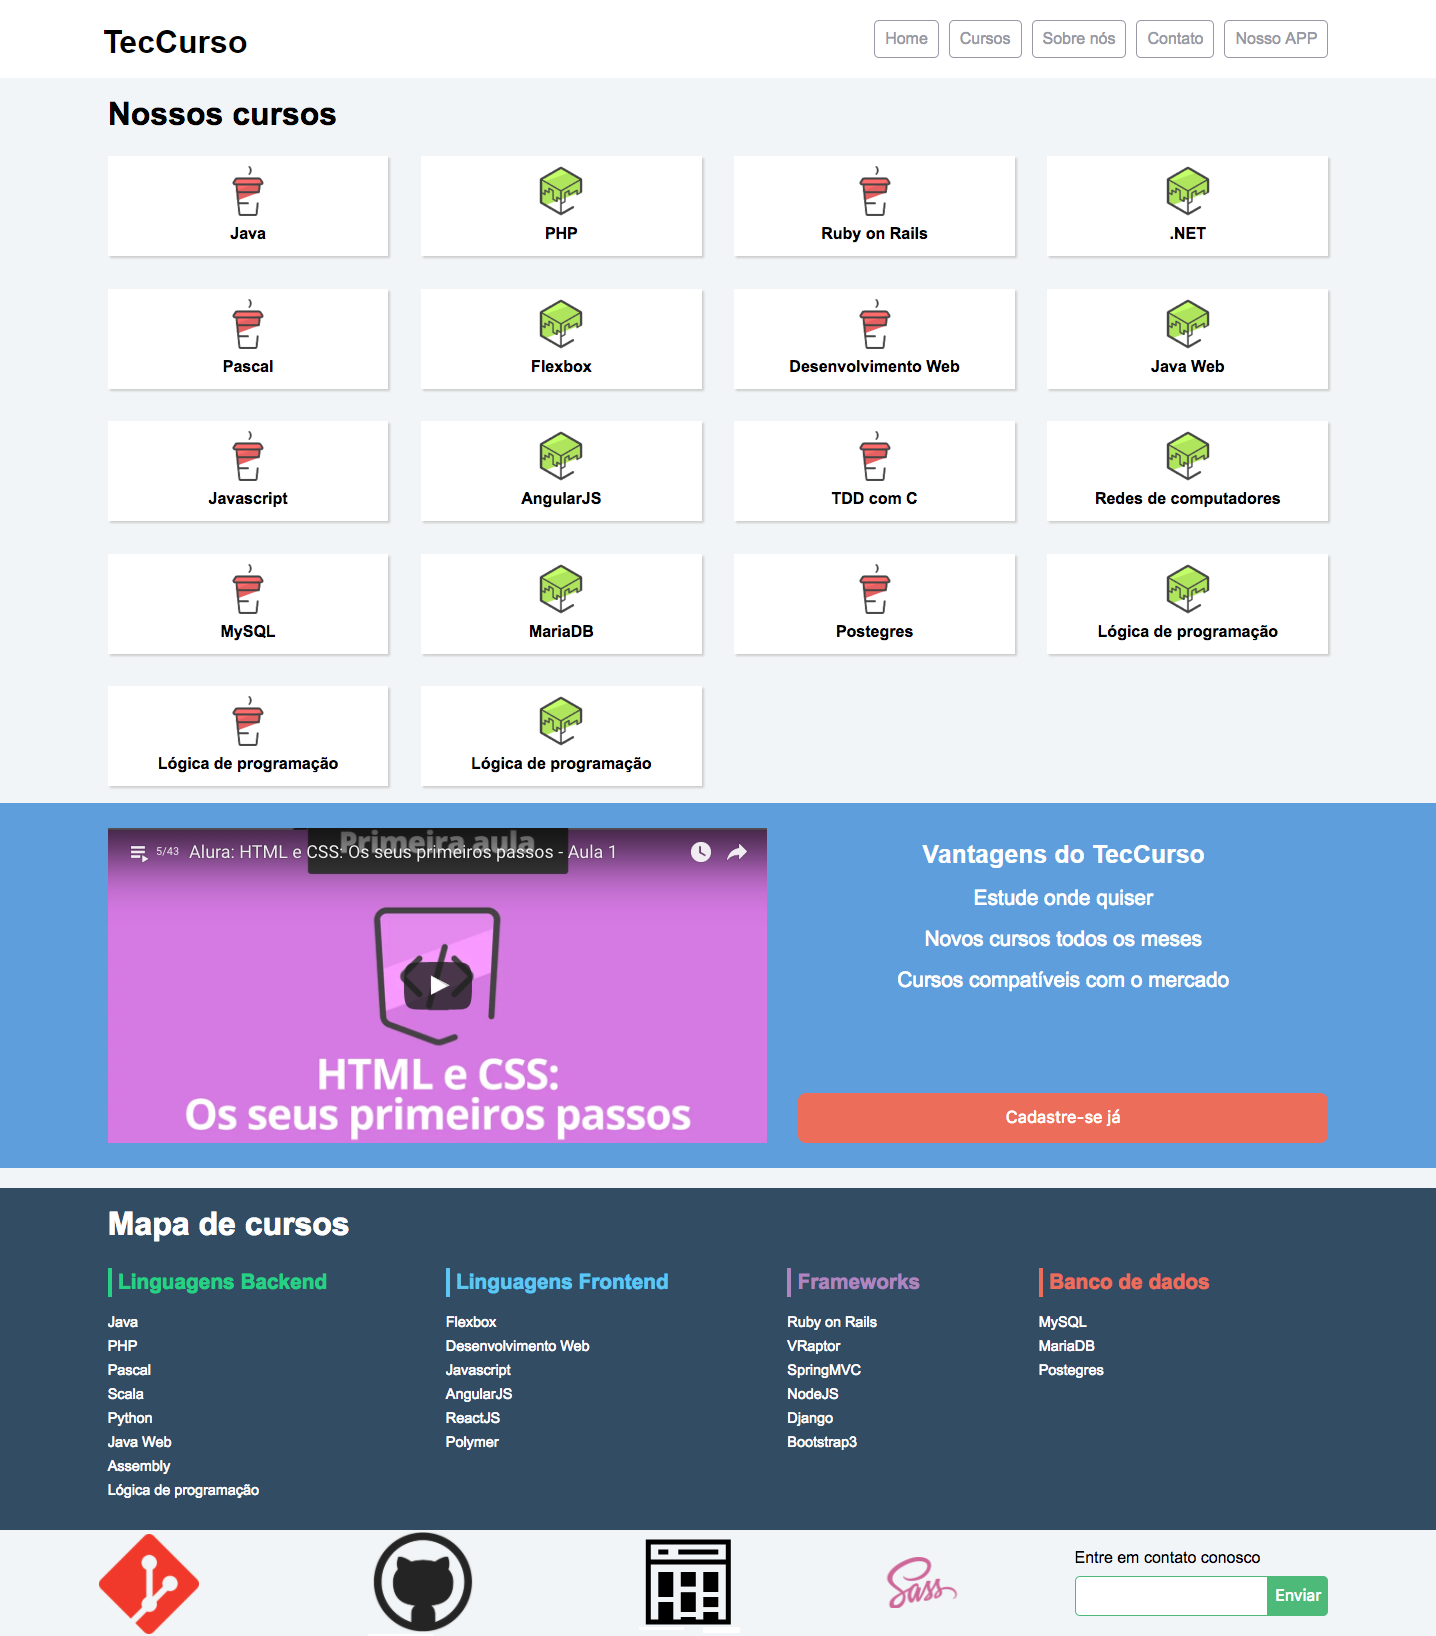 TecCurso
Home
Cursos
Sobre nós
Contato
Nosso APP
Nossos cursos
Java
PHP
Ruby on Rails
.NET
Pascal
Flexbox
Desenvolvimento Web
Java Web
Javascript
AngularJS
TDD com C
Redes de computadores
MySQL
MariaDB
Postegres
Lógica de programação
Lógica de programação
Lógica de programação
Primeira aula
5/43 Alura: HTML e CSS: Os seus primeiros passos - Aula 1
HTML e CSS:
Os seus primeiros passos
Vantagens do TecCurso
Estude onde quiser
Novos cursos todos os meses
Cursos compatíveis com o mercado
Cadastre-se já
Mapa de cursos
Linguagens Backend
Java
PHP
Pascal
Scala
Python
Java Web
Assembly
Lógica de programação
Linguagens Frontend
Flexbox
Desenvolvimento Web
Javascript
AngularJS
ReactJS
Polymer
Frameworks
Ruby on Rails
VRaptor
SpringMVC
NodeJS
Django
Bootstrap3
Banco de dados
MySQL
MariaDB
Postegres
Sass
Entre em contato conosco
Enviar